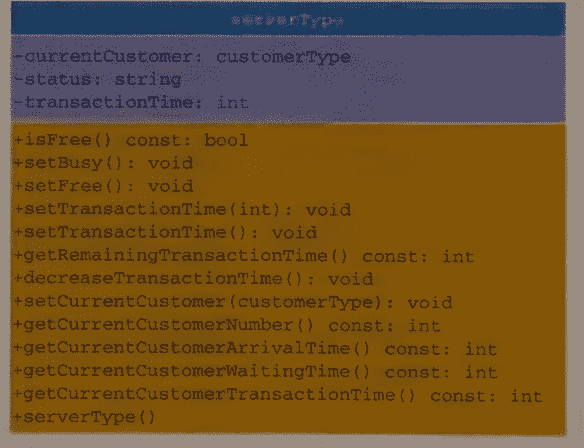 serverType
-currentCustomer: customerType
-status: string
-transactionTime: int
+isFree() const: bool
+setBusy(): void
+setFree(): void
+setTransactionTime(int): void
+setTransactionTime(): void
+getRemainingTransactionTime() const: int
+decreaseTransactionTime(): void
+setCurrentCustomer(customerType): void
+getCurrentCustomerNumber() const: int
+getCurrentCustomerArrivalTime() const: int
+getCurrentCustomerWaitingTime() const: int
+getCurrentCustomerTransactionTime() const: int
+serverType()